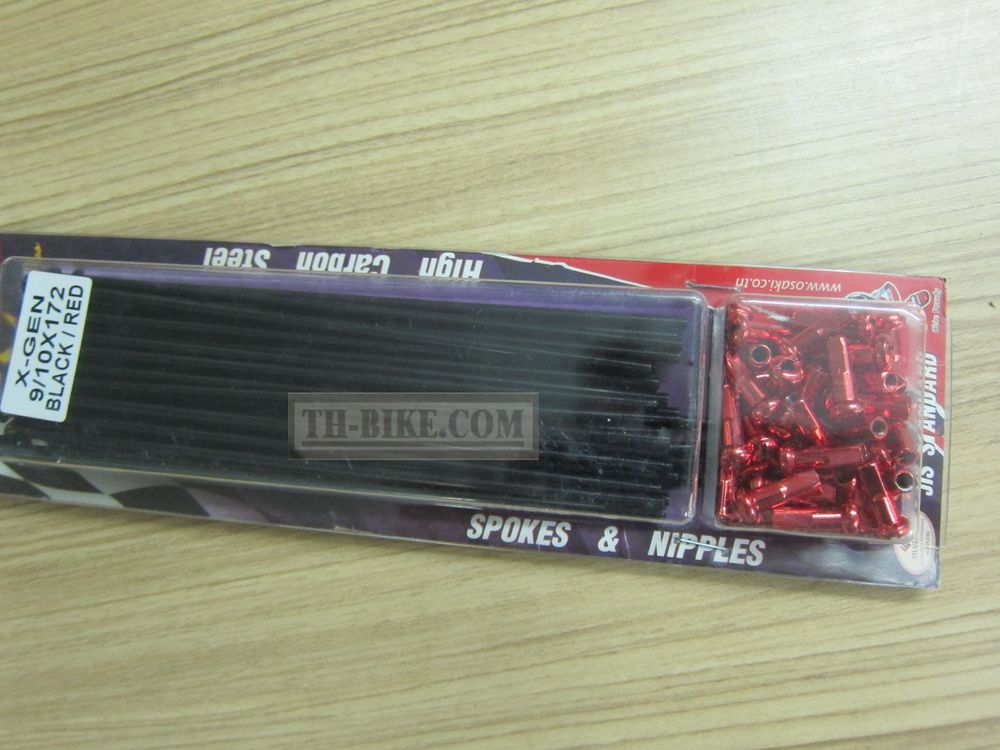 High Carbon Steel
www.osaki.co.th
X-GEN
9/10X172
BLACK / RED
TH-BIKE.COM
JIS STANDARD
SPOKES & NIPPLES